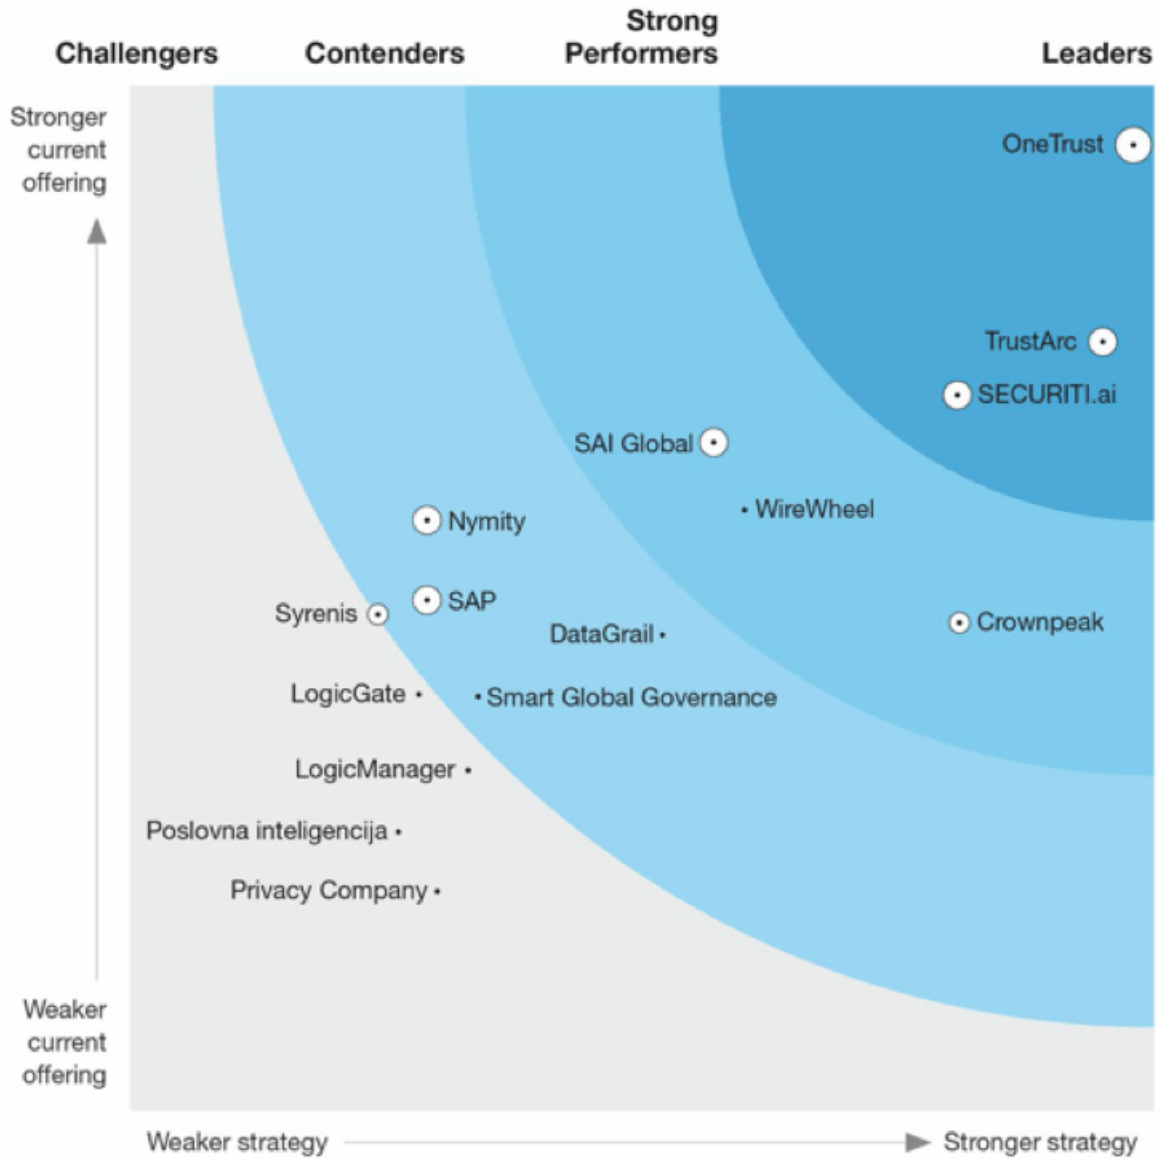 Challengers
Contenders
Strong
Performers
Leaders
Stronger
current
offering
OneTrust
TrustArc
SECURITI.ai
SAI Global
WireWheel
Nymity
SAP
Syrenis
Crownpeak
DataGrail
LogicGate
Smart Global Governance
LogicManager
Poslovna inteligencija
Privacy Company
Weaker
current
offering
Weaker strategy
Stronger strategy